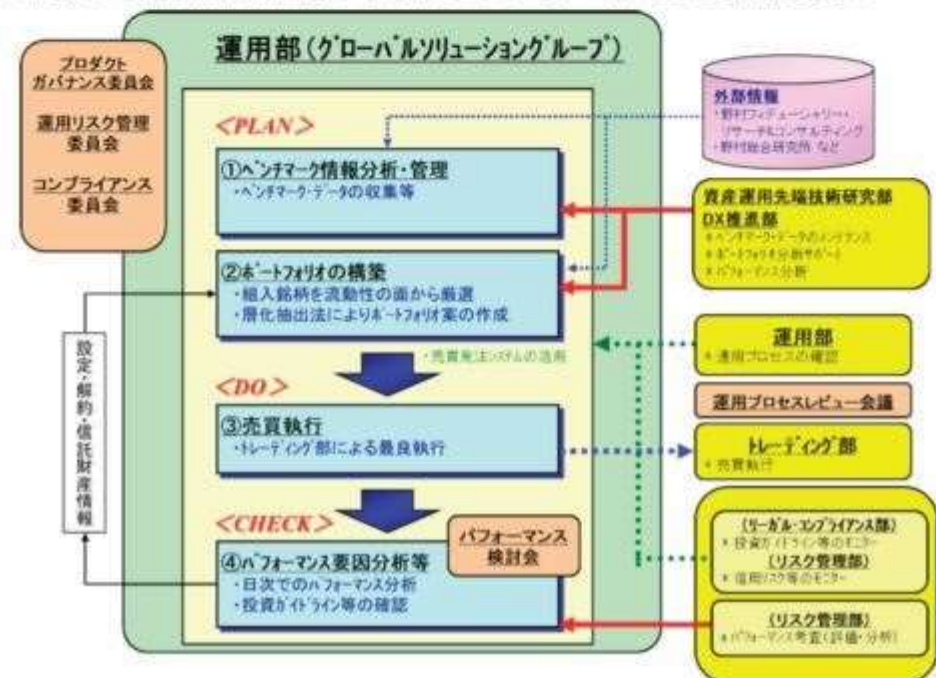 運用部(グローバルソリューショングループ)
プロダクト
ガバナンス委員会
運用リスク管理
委員会
コンプライアンス
委員会
<PLAN>
①ベンチマーク情報分析・管理
・ベンチマーク・データの収集等
②ポートフォリオの構築
・組入銘柄を流動性の面から厳選
・層化抽出法によりポートフォリオ案の作成
・売買発注システムの活用
<DO>
③売買執行
・トレーディング部による最良執行
<CHECK>
パフォーマンス
検討会
④パフォーマンス要因分析等
・日次でのパフォーマンス分析
・投資ガイドライン等の確認
設定・解約・信託財産情報
外部情報
・野村フィデューシャリー・
リサーチ&コンサルティング
・野村総合研究所 など
資産運用先端技術研究部
DX推進部
*ベンチマーク・データのメンテナンス
*ポートフォリオ分析サポート
*パフォーマンス分析
運用部
*運用プロセスの確認
運用プロセスレビュー会議
トレーディング部
*売買執行
(リーガル・コンプライアンス部)
*投資ガイドライン等のモニター
(リスク管理部)
*信用リスク等のモニター
(リスク管理部)
*パフォーマンス考査(評価・分析)